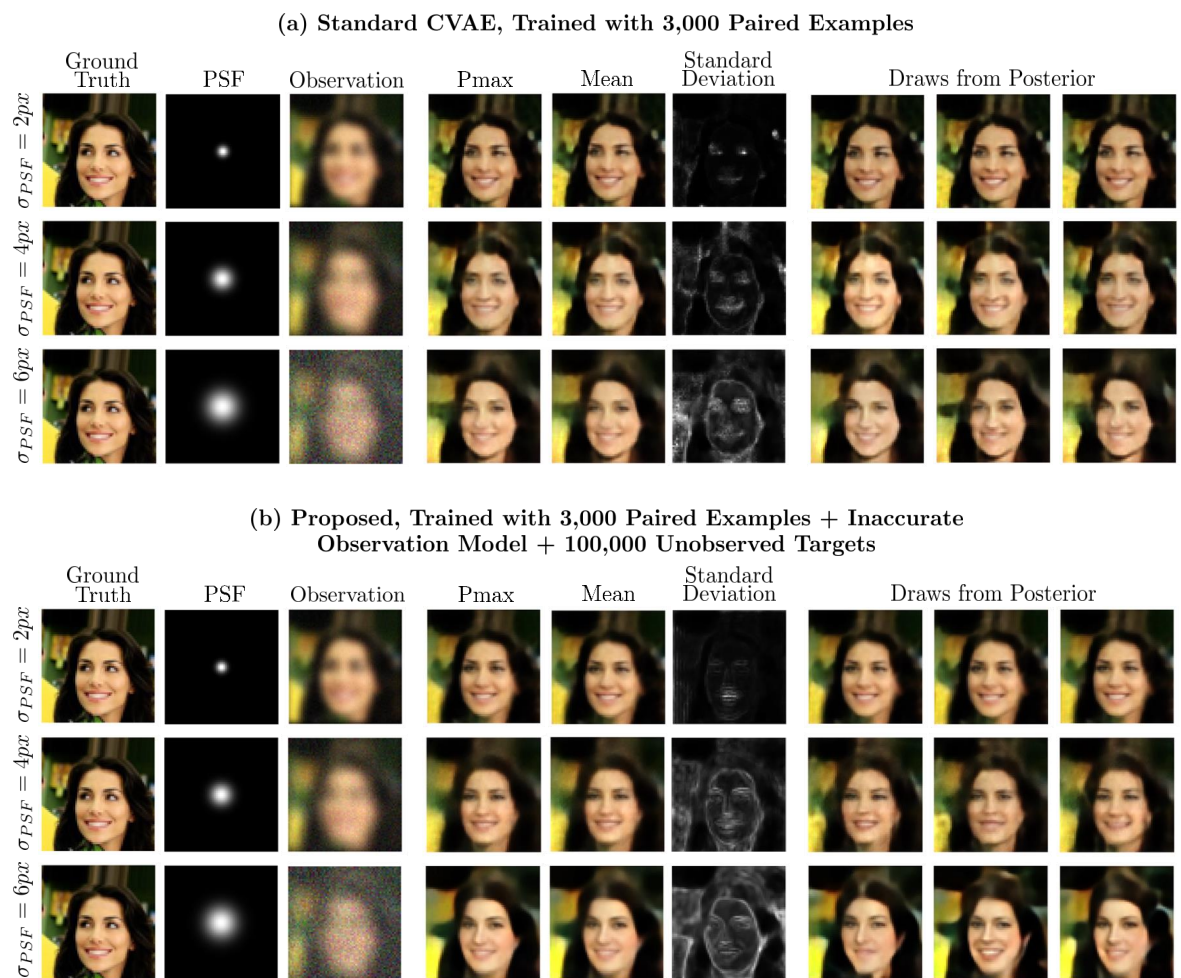 (a) Standard CVAE, Trained with 3,000 Paired Examples
Ground Truth PSF Observation Pmax Mean Standard Deviation Draws from Posterior
σPSF = 2px
σPSF = 4px
σPSF = 6px
(b) Proposed, Trained with 3,000 Paired Examples + Inaccurate
Observation Model + 100,000 Unobserved Targets
Ground Truth PSF Observation Pmax Mean Standard Deviation Draws from Posterior
σPSF = 2px
σPSF = 4px
σPSF = 6px